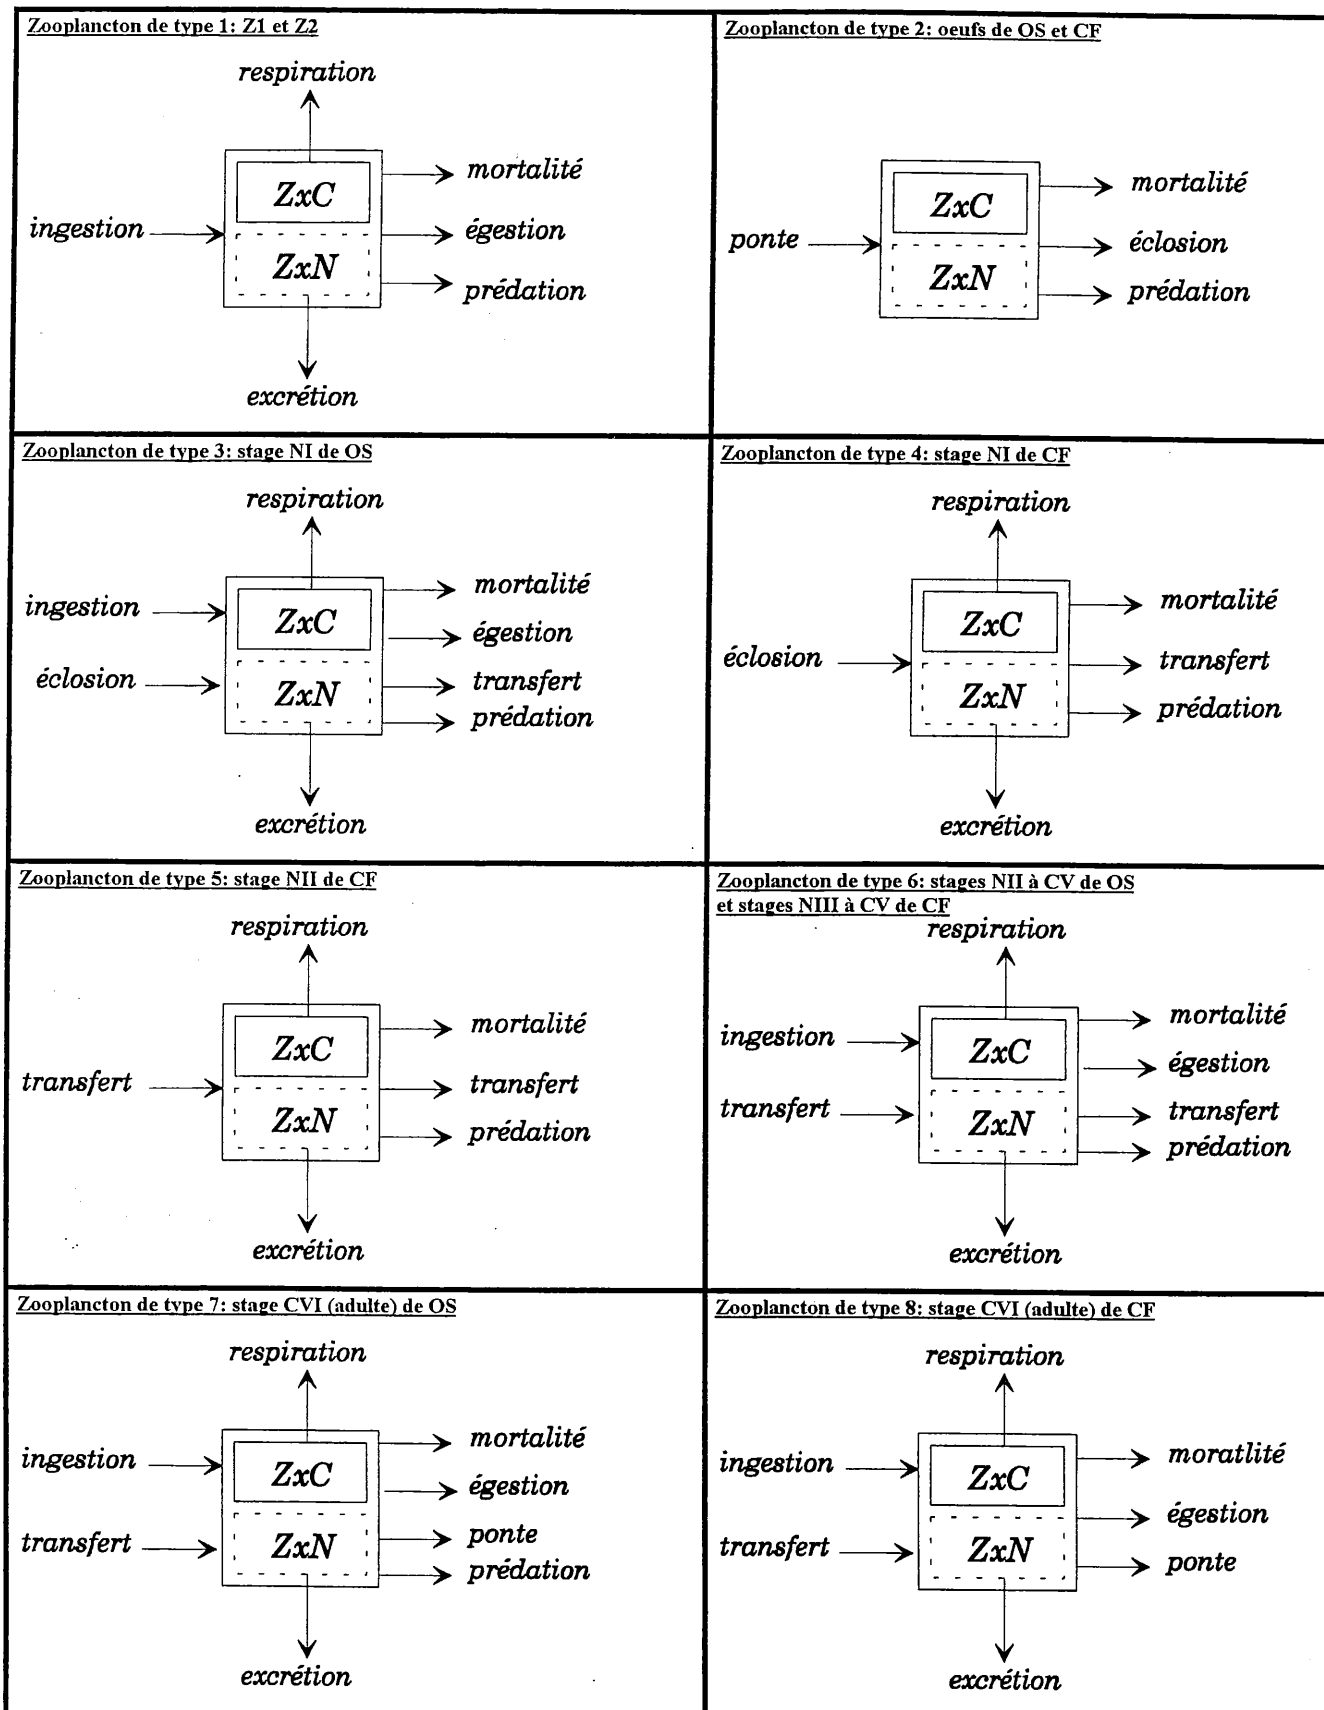 Zooplancton de type 1: Z1 et Z2
respiration
ZxC
ZxN
ingestion
mortalité
égestion
prédation
excrétion
Zooplancton de type 2: oeufs de OS et CF
ponte
ZxC
ZxN
mortalité
éclosion
prédation
Zooplancton de type 3: stage NI de OS
respiration
ingestion
éclosion
ZxC
ZxN
mortalité
égestion
transfert
prédation
excrétion
Zooplancton de type 4: stage NI de CF
respiration
éclosion
ZxC
ZxN
mortalité
transfert
prédation
excrétion
Zooplancton de type 5: stage NII de CF
respiration
transfert
ZxC
ZxN
mortalité
transfert
prédation
excrétion
Zooplancton de type 6: stages NII à CV de OS
et stages NIII à CV de CF
respiration
ingestion
transfert
ZxC
ZxN
mortalité
égestion
transfert
prédation
excrétion
Zooplancton de type 7: stage CVI (adulte) de OS
respiration
ingestion
transfert
ZxC
ZxN
mortalité
égestion
ponte
prédation
excrétion
Zooplancton de type 8: stage CVI (adulte) de CF
respiration
ingestion
transfert
ZxC
ZxN
moratlité
égestion
ponte
excrétion